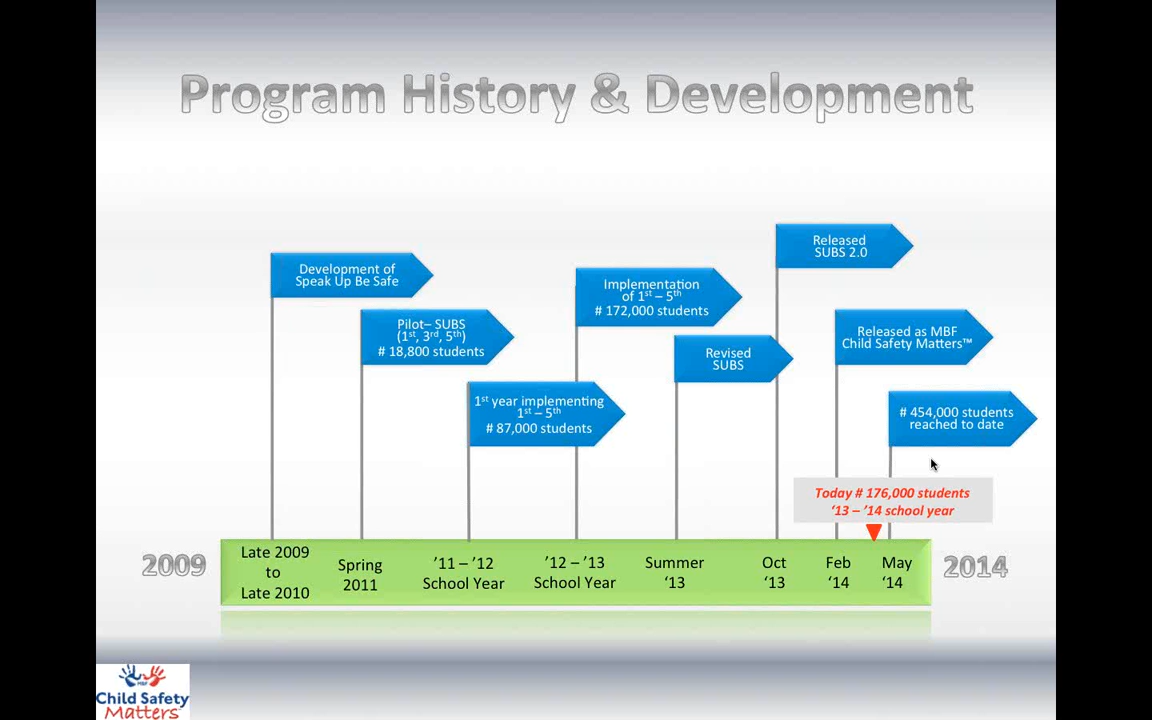 Program History & Development
Development of
Speak Up Be Safe
Pilot– SUBS
(1st, 3rd, 5th)
# 18,800 students
1st year implementing
1st – 5th
# 87,000 students
Implementation
of 1st – 5th
# 172,000 students
Revised
SUBS
Released
SUBS 2.0
Released as MBF
Child Safety Matters™
# 454,000 students
reached to date
Today # 176,000 students
‘13 – ’14 school year
2009
Late 2009
to
Late 2010
Spring
2011
’11 – ’12
School Year
’12 – ’13
School Year
Summer
‘13
Oct
‘13
Feb
‘14
May
‘14
2014
MBF
Child Safety
Matters